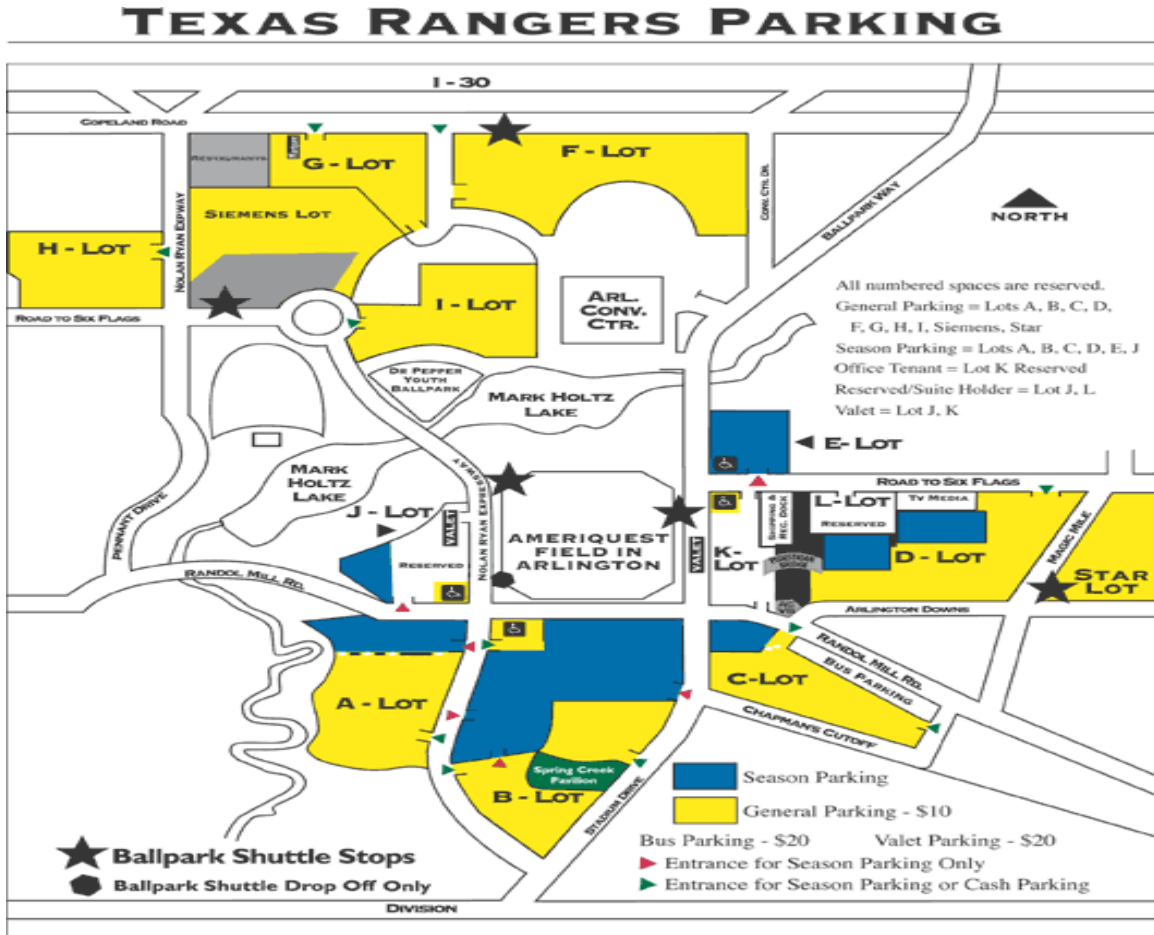 TEXAS RANGERS PARKING
I - 30
COPELAND ROAD
RESTAURANTS
G - LOT
F - LOT
SIEMENS LOT
NOLAN RYAN EXPWAY
H - LOT
CONV. CTR. DR.
BALLPARK WAY
NORTH
ROAD TO SIX FLAGS
I - LOT
ARL.
CONV.
CTR.
All numbered spaces are reserved.
General Parking = Lots A, B, C, D,
F, G, H, I, Siemens, Star
Season Parking = Lots A, B, C, D, E, J
Office Tenant = Lot K Reserved
Reserved/Suite Holder = Lot J, L
Valet = Lot J, K
DR PEPPER
YOUTH
BALLPARK
MARK HOLTZ
LAKE
MARK
HOLTZ
LAKE
E- LOT
ROAD TO SIX FLAGS
PENNANT DRIVE
J - LOT
VALET
RESERVED
NOLAN RYAN EXPRESSWAY
AMERIQUEST
FIELD IN
ARLINGTON
VALET
K-
LOT
SHIPPING &
REC. DOCK
L-LOT
RESERVED
TV MEDIA
D - LOT
MAGIC MILE
STAR
LOT
PEDESTRIAN
BRIDGE
RANDOL MILL RD.
ARLINGTON DOWNS
RANDOL MILL RD.
BUS PARKING
A - LOT
C-LOT
CHAPMAN'S CUTOFF
Spring Creek
Pavilion
B - LOT
STADIUM DRIVE
Season Parking
General Parking - $10
Bus Parking - $20 Valet Parking - $20
Entrance for Season Parking Only
Entrance for Season Parking or Cash Parking
Ballpark Shuttle Stops
Ballpark Shuttle Drop Off Only
DIVISION